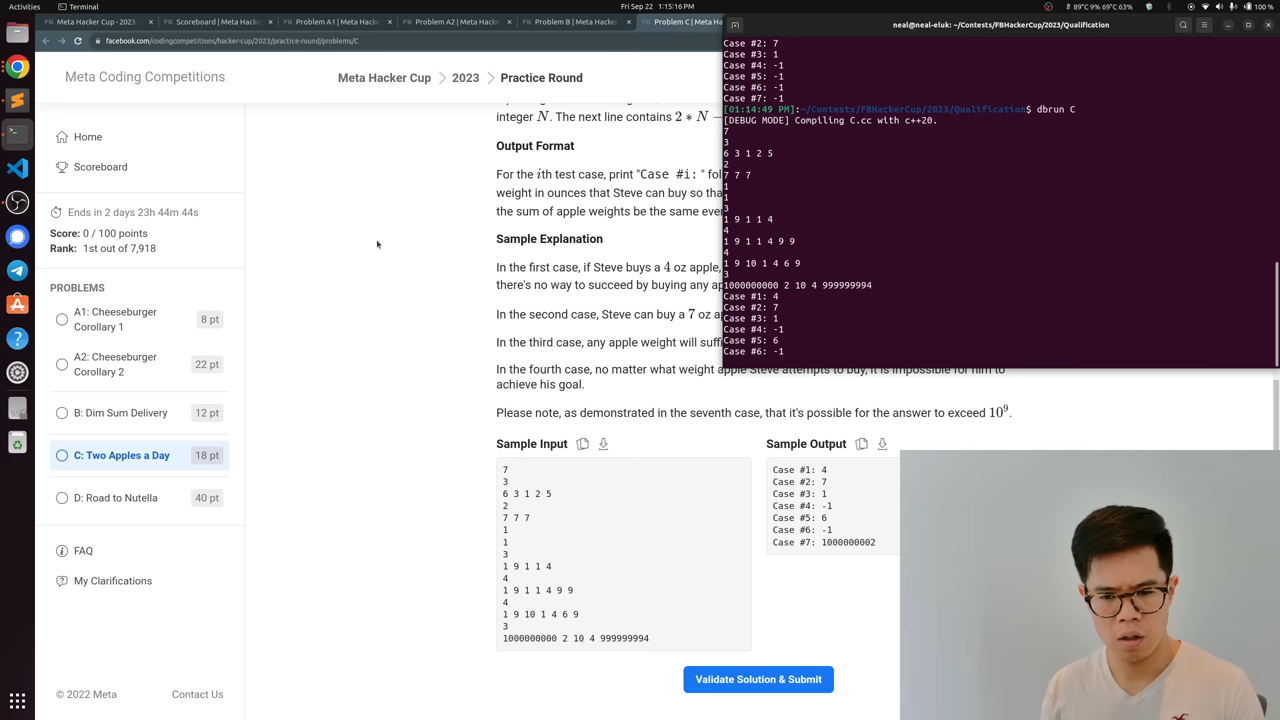 Activities
Terminal
Fri Sep 22 1:15:16 PM
89°C 9% 69°C 63%
100 %
Meta Hacker Cup - 2023 -
Scoreboard | Meta Hacker
Problem A1 | Meta Hacker
Problem A2 | Meta Hacker
Problem B | Meta Hacker
Problem C | Meta Ha
facebook.com/codingcompetitions/hacker-cup/2023/practice-round/problems/C
neal@neal-eluk: ~/Contests/FBHackerCup/2023/Qualification
Case #2: 7
Case #3: 1
Case #4: -1
Case #5: -1
Case #6: -1
Case #7: -1
[01:14:49 PM]:~/Contests/FBHackerCup/2023/Qualification$ dbrun C
[DEBUG MODE] Compiling C.cc with c++20.
7
3
6 3 1 2 5
2
7 7 7
1
1
3
1 9 1 1 4
4
1 9 1 1 4 9 9
4
1 9 10 1 4 6 9
3
1000000000 2 10 4 999999994
Case #1: 4
Case #2: 7
Case #3: 1
Case #4: -1
Case #5: 6
Case #6: -1
Meta Coding Competitions
Meta Hacker Cup
2023
Practice Round
Home
Scoreboard
Ends in 2 days 23h 44m 44s
Score: 0 / 100 points
Rank: 1st out of 7,918
PROBLEMS
A1: Cheeseburger
Corollary 1
8 pt
A2: Cheeseburger
Corollary 2
22 pt
B: Dim Sum Delivery
12 pt
C: Two Apples a Day
18 pt
D: Road to Nutella
40 pt
FAQ
My Clarifications
© 2022 Meta
Contact Us
integer N. The next line contains 2 * N −
Output Format
For the ith test case, print "Case #i: " fol
weight in ounces that Steve can buy so tha
the sum of apple weights be the same eve
Sample Explanation
In the first case, if Steve buys a 4 oz apple,
there's no way to succeed by buying any ap
In the second case, Steve can buy a 7 oz a
In the third case, any apple weight will suff
In the fourth case, no matter what weight apple Steve attempts to buy, it is impossible for him to
achieve his goal.
Please note, as demonstrated in the seventh case, that it's possible for the answer to exceed 10⁹.
Sample Input
7
3
6 3 1 2 5
2
7 7 7
1
1
3
1 9 1 1 4
4
1 9 1 1 4 9 9
4
1 9 10 1 4 6 9
3
1000000000 2 10 4 999999994
Sample Output
Case #1: 4
Case #2: 7
Case #3: 1
Case #4: -1
Case #5: 6
Case #6: -1
Case #7: 1000000002
Validate Solution & Submit